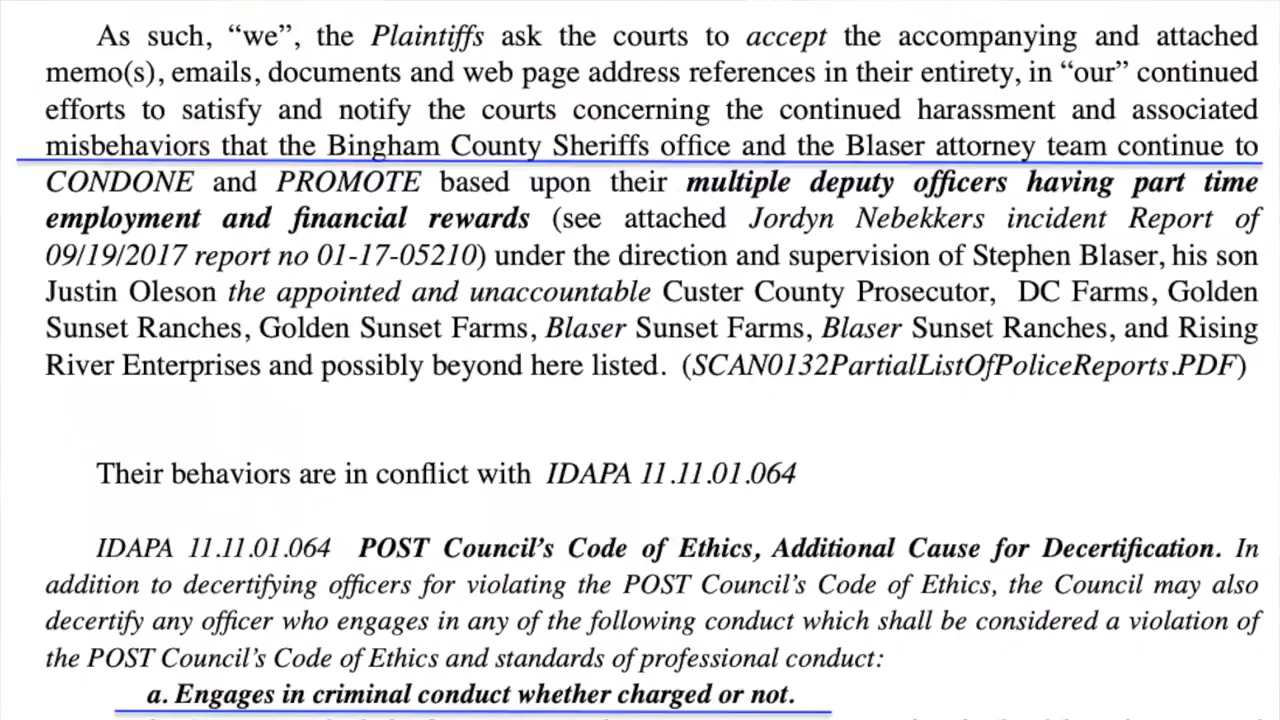 As such, “we”, the Plaintiffs ask the courts to accept the accompanying and attached
memo(s), emails, documents and web page address references in their entirety, in “our” continued
efforts to satisfy and notify the courts concerning the continued harassment and associated
misbehaviors that the Bingham County Sheriffs office and the Blaser attorney team continue to
CONDONE and PROMOTE based upon their multiple deputy officers having part time
employment and financial rewards (see attached Jordyn Nebekkers incident Report of
09/19/2017 report no 01-17-05210) under the direction and supervision of Stephen Blaser, his son
Justin Oleson the appointed and unaccountable Custer County Prosecutor, DC Farms, Golden
Sunset Ranches, Golden Sunset Farms, Blaser Sunset Farms, Blaser Sunset Ranches, and Rising
River Enterprises and possibly beyond here listed. (SCAN0132PartialListOfPoliceReports.PDF)
Their behaviors are in conflict with IDAPA 11.11.01.064
IDAPA 11.11.01.064 POST Council’s Code of Ethics, Additional Cause for Decertification. In
addition to decertifying officers for violating the POST Council’s Code of Ethics, the Council may also
decertify any officer who engages in any of the following conduct which shall be considered a violation of
the POST Council’s Code of Ethics and standards of professional conduct:
a. Engages in criminal conduct whether charged or not.